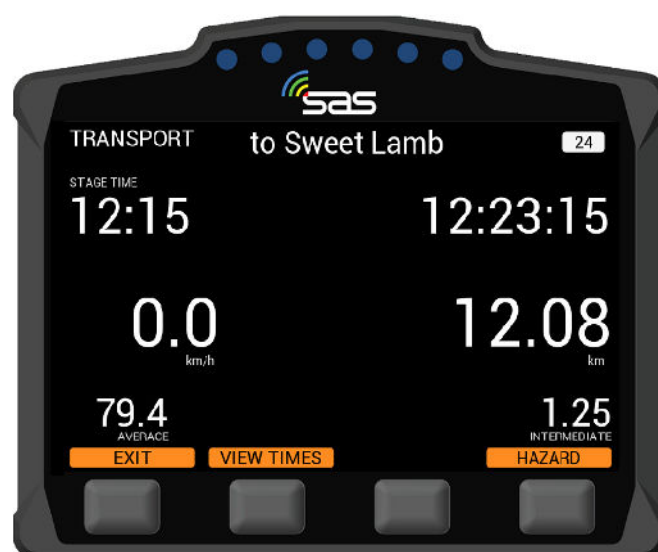 sas
TRANSPORT to Sweet Lamb 24
STAGE TIME
12:15 12:23:15
0.0 12.08
km/h km
79.4 1.25
AVERAGE INTERMEDIATE
EXIT VIEW TIMES HAZARD